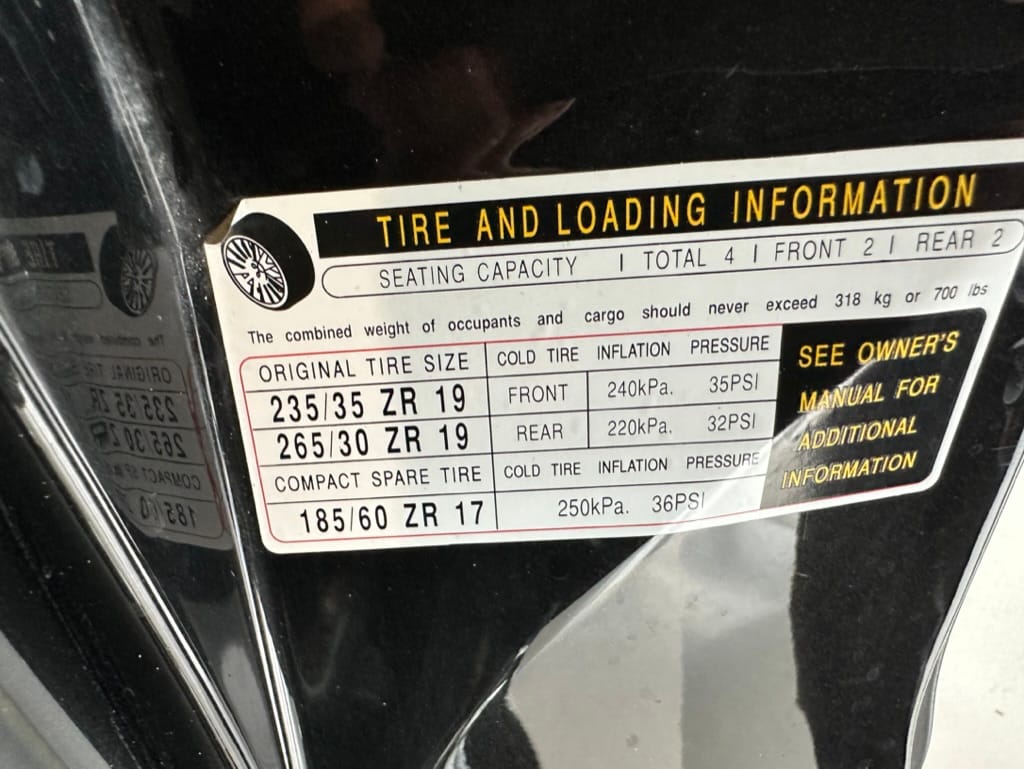 TIRE AND LOADING INFORMATION
SEATING CAPACITY | TOTAL 4 | FRONT 2 | REAR 2
The combined weight of occupants and cargo should never exceed 318 kg or 700 lbs
ORIGINAL TIRE SIZE
235/35 ZR 19
265/30 ZR 19
COLD TIRE INFLATION PRESSURE
FRONT 240kPa. 35PSI
REAR 220kPa. 32PSI
COMPACT SPARE TIRE
185/60 ZR 17
COLD TIRE INFLATION PRESSURE
250kPa. 36PSI
SEE OWNER'S
MANUAL FOR
ADDITIONAL
INFORMATION